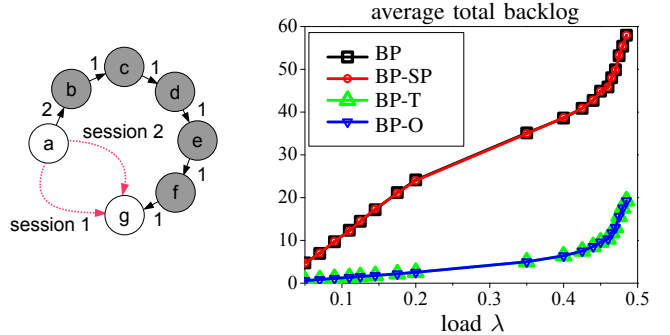 c
1
1
b
d
2
1
session 2
a
e
1
f
session 1
g
1
average total backlog
60
50
40
30
20
10
0
BP
BP-SP
BP-T
BP-O
0.1
0.2
0.3
0.4
0.5
load λ